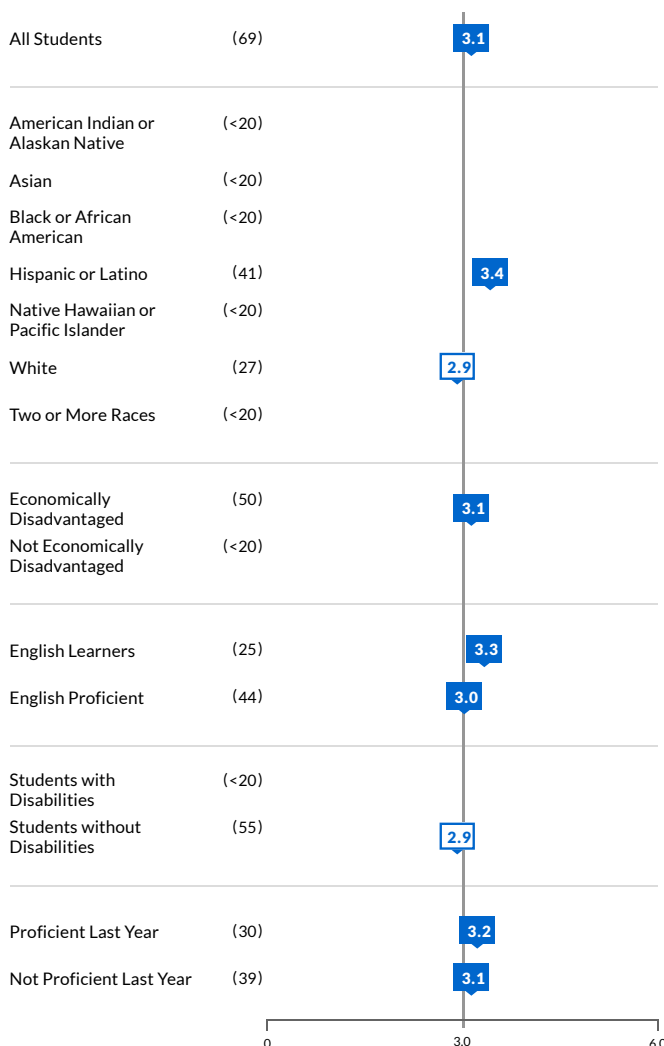 All Students (69) 3.1
American Indian or (<20)
Alaskan Native
Asian (<20)
Black or African (<20)
American
Hispanic or Latino (41) 3.4
Native Hawaiian or (<20)
Pacific Islander
White (27) 2.9
Two or More Races (<20)
Economically (50) 3.1
Disadvantaged
Not Economically (<20)
Disadvantaged
English Learners (25) 3.3
English Proficient (44) 3.0
Students with (<20)
Disabilities
Students without (55) 2.9
Disabilities
Proficient Last Year (30) 3.2
Not Proficient Last Year (39) 3.1
0 3.0 6.0